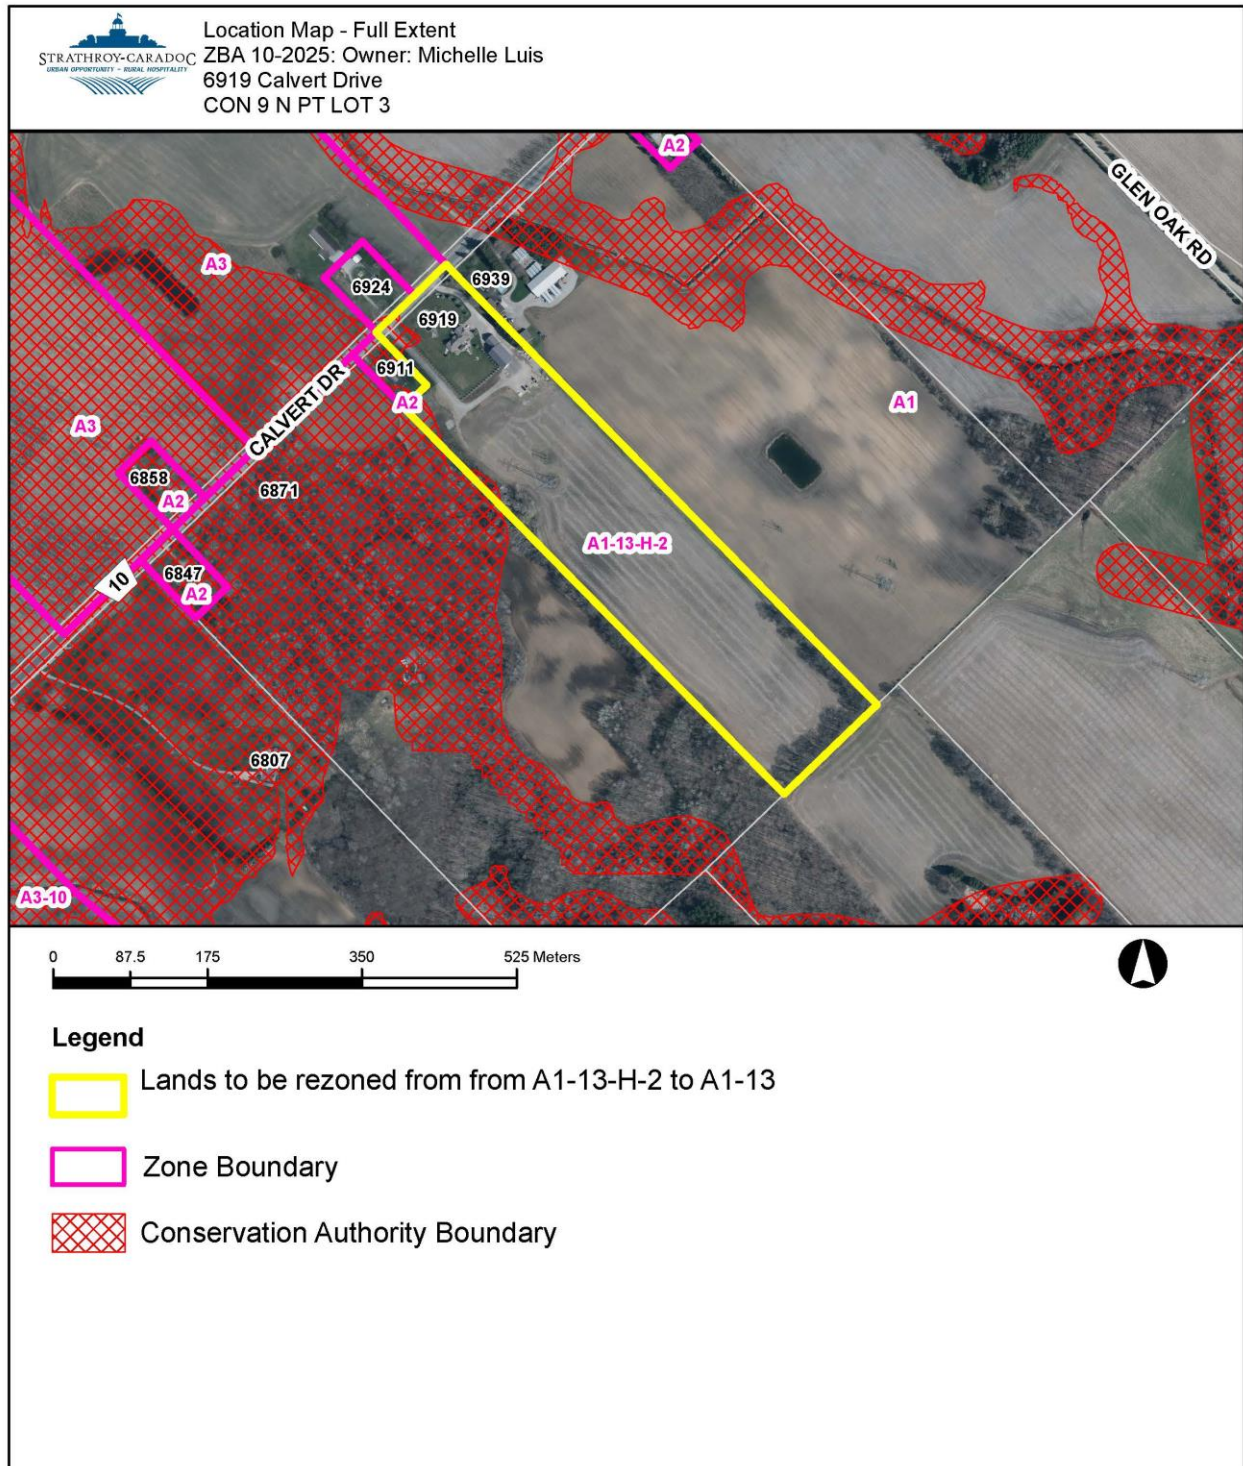 STRATHROY-CARADOC
URBAN OPPORTUNITY ~ RURAL HOSPITALITY
Location Map - Full Extent
ZBA 10-2025: Owner: Michelle Luis
6919 Calvert Drive
CON 9 N PT LOT 3
A2
GLEN OAK RD
A3
6924
6939
6919
6911
A2
A1
CALVERT DR
A3
6858
A2
6871
A1-13-H-2
10
6847
A2
6807
A3-10
0 87.5 175 350 525 Meters
Legend
Lands to be rezoned from from A1-13-H-2 to A1-13
Zone Boundary
Conservation Authority Boundary